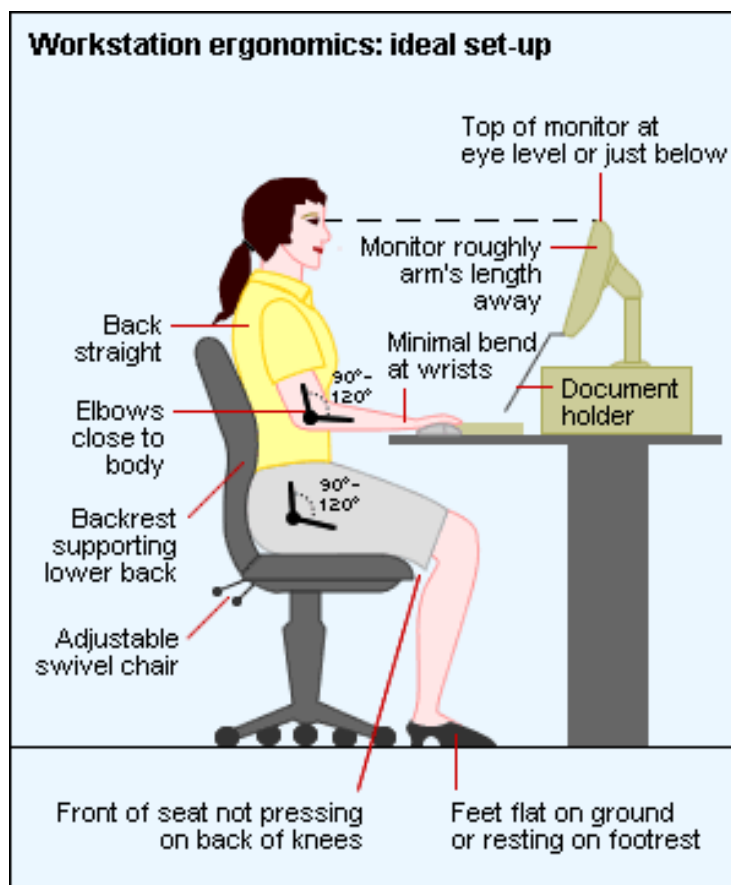 Workstation ergonomics: ideal set-up
Top of monitor at
eye level or just below
Monitor roughly
arm's length
away
Back
straight
Minimal bend
at wrists
90°-
120°
Document
holder
Elbows
close to
body
90°-
120°
Backrest
supporting
lower back
Adjustable
swivel chair
Front of seat not pressing
on back of knees
Feet flat on ground
or resting on footrest